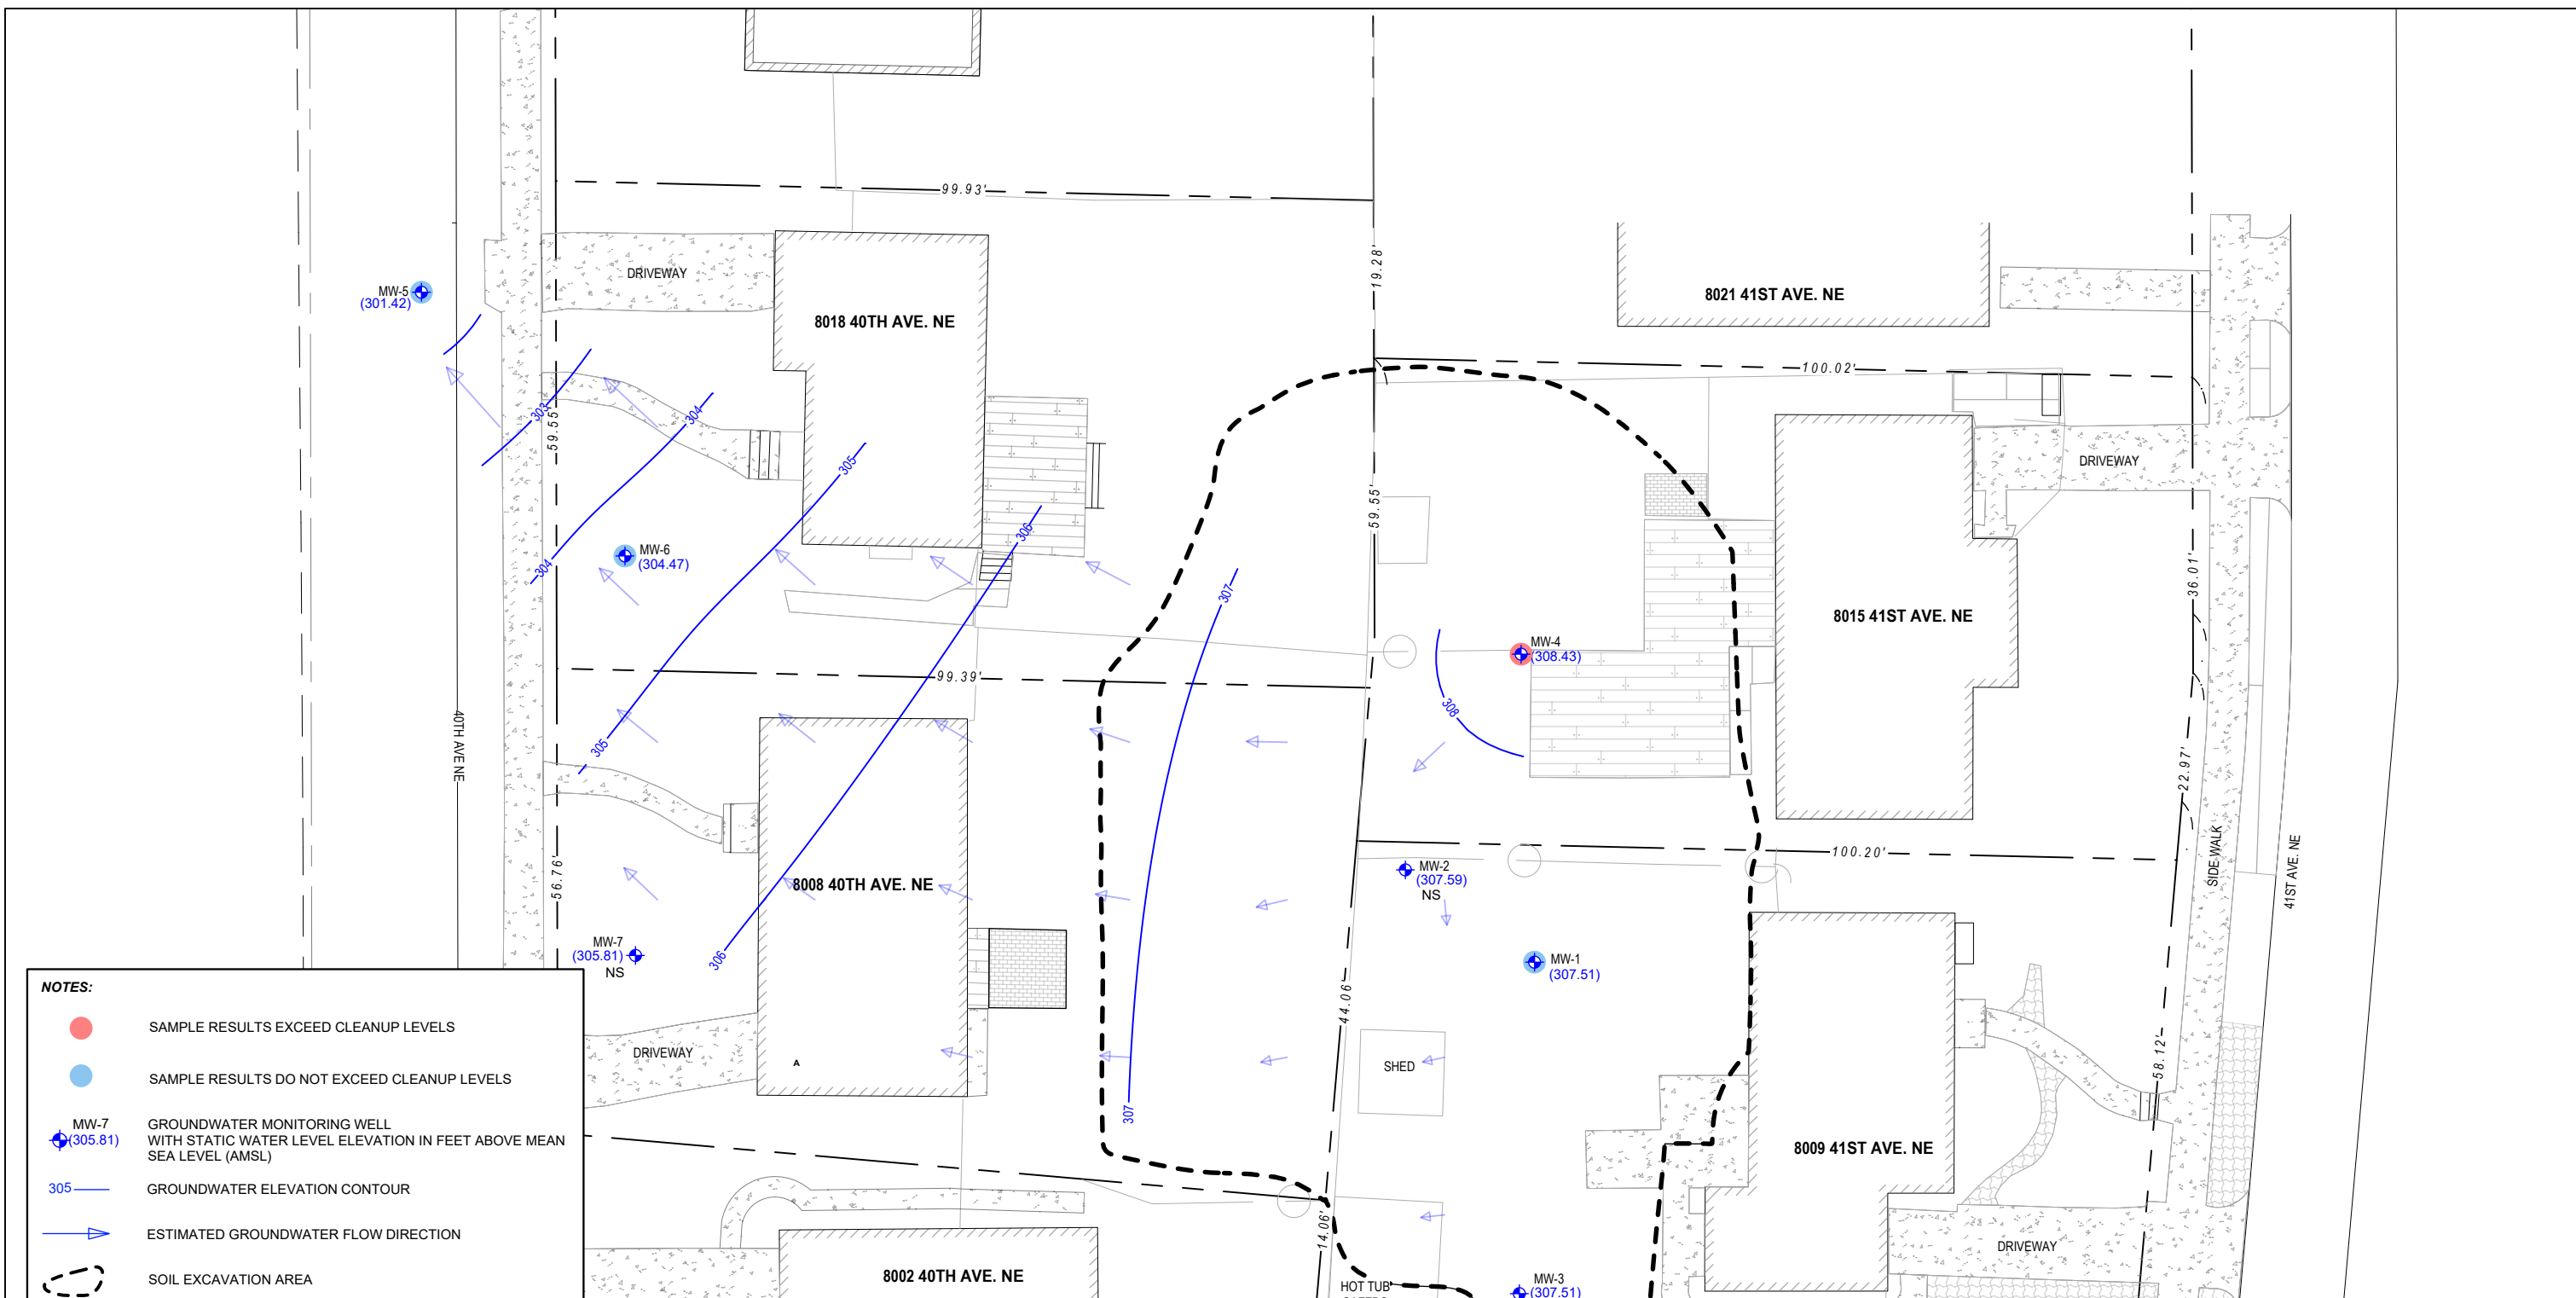 99.93'
19.28'
MW-5
(301.42)
DRIVEWAY
8018 40TH AVE. NE
8021 41ST AVE. NE
100.02'
303
59.55'
304
305
306
304
MW-6
(304.47)
59.55'
DRIVEWAY
36.01'
307
8015 41ST AVE. NE
MW-4
(308.43)
308
99.39'
40TH AVE NE
305
22.97'
56.76'
8008 40TH AVE. NE
306
MW-2
(307.59)
NS
100.20'
SIDE WALK
41ST AVE. NE
MW-7
(305.81)
NS
MW-1
(307.51)
44.06'
58.12'
DRIVEWAY
A
SHED
307
8009 41ST AVE. NE
14.06'
DRIVEWAY
8002 40TH AVE. NE
HOT TUB
MW-3
(307.51)
NOTES:
SAMPLE RESULTS EXCEED CLEANUP LEVELS
SAMPLE RESULTS DO NOT EXCEED CLEANUP LEVELS
MW-7
(305.81)
GROUNDWATER MONITORING WELL
WITH STATIC WATER LEVEL ELEVATION IN FEET ABOVE MEAN
SEA LEVEL (AMSL)
305
GROUNDWATER ELEVATION CONTOUR
ESTIMATED GROUNDWATER FLOW DIRECTION
SOIL EXCAVATION AREA